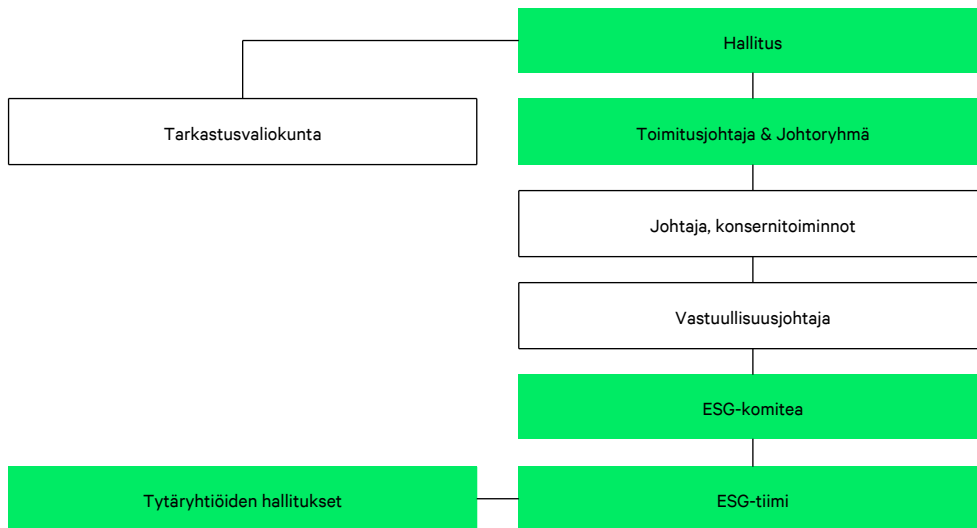 Hallitus
Tarkastusvaliokunta
Toimitusjohtaja & Johtoryhmä
Johtaja, konsernitoiminnot
Vastuullisuusjohtaja
ESG-komitea
Tytäryhtiöiden hallitukset
ESG-tiimi